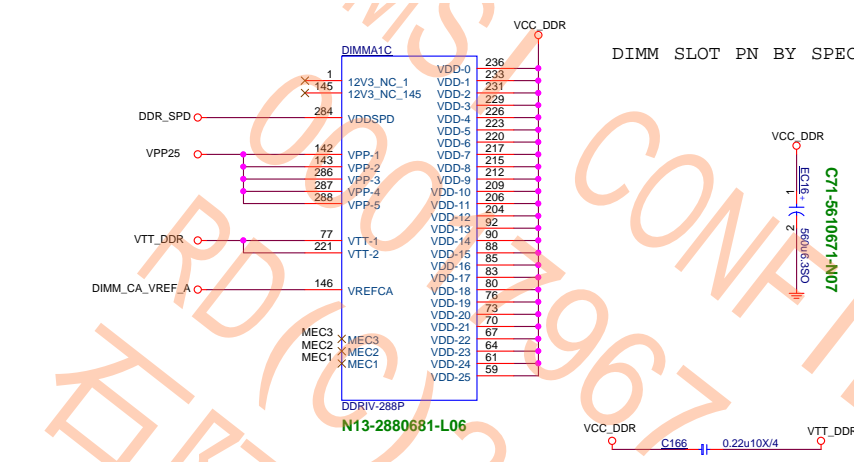 VCC_DDR
DIMMA1C
DIMM SLOT PN BY SPEC
1 12V3_NC_1
145 12V3_NC_145
DDR_SPD 284 VDDSPD
VPP25 142 VPP-1
143 VPP-2
286 VPP-3
287 VPP-4
288 VPP-5
VTT_DDR 77 VTT-1
221 VTT-2
DIMM_CA_VREF_A 146 VREFCA
MEC3 MEC3
MEC2 MEC2
MEC1 MEC1
VDD-0 236
VDD-1 233
VDD-2 231
VDD-3 229
VDD-4 226
VDD-5 223
VDD-6 220
VDD-7 217
VDD-8 215
VDD-9 212
VDD-10 209
VDD-11 206
VDD-12 204
VDD-13 92
VDD-14 90
VDD-15 88
VDD-16 85
VDD-17 83
VDD-18 80
VDD-19 76
VDD-20 73
VDD-21 70
VDD-22 67
VDD-23 64
VDD-24 61
VDD-25 59
DDRIV-288P
N13-2880681-L06
VCC_DDR
1
EC16
+
2
560u6.3SO
C71-5610671-N07
VCC_DDR
C166
0.22u10X/4
VTT_DDR